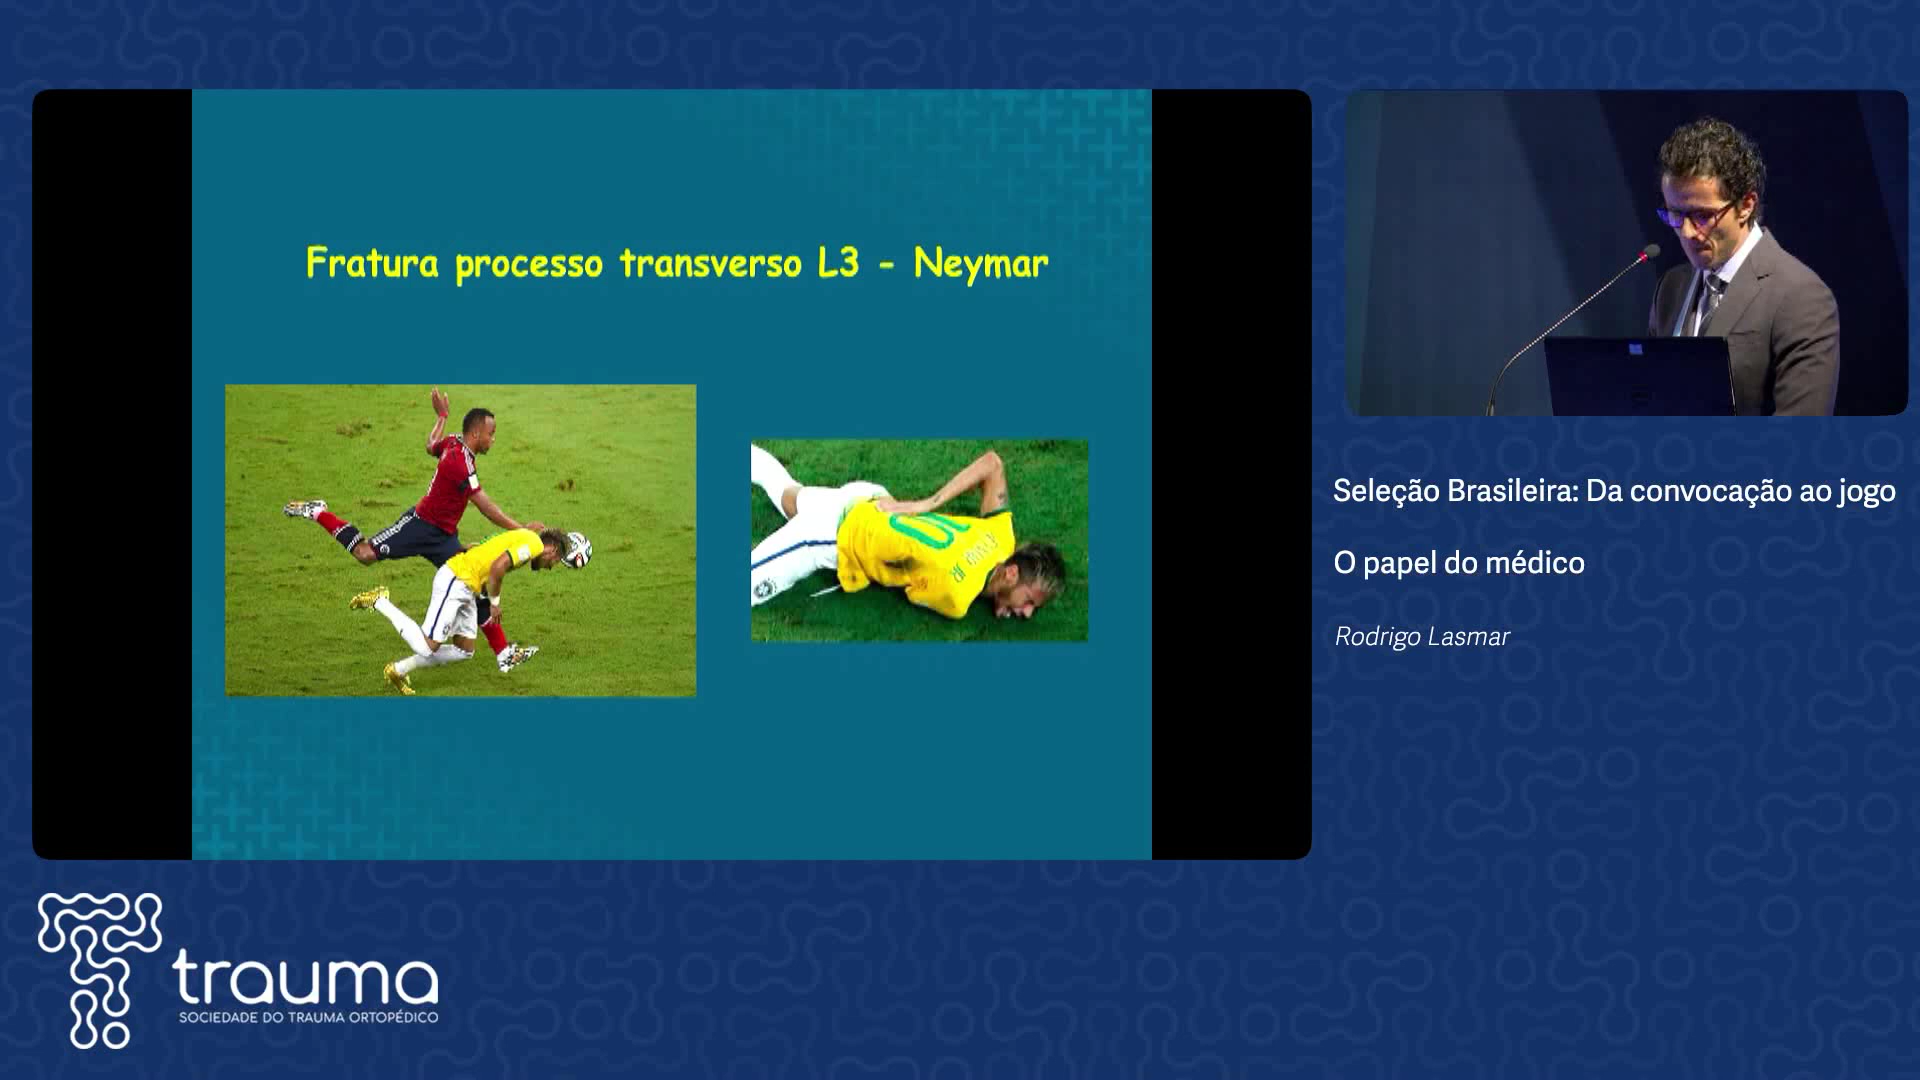 Fratura processo transverso L3 - Neymar
10
Seleção Brasileira: Da convocação ao jogo
O papel do médico
Rodrigo Lasmar
trauma
SOCIEDADE DO TRAUMA ORTOPÉDICO